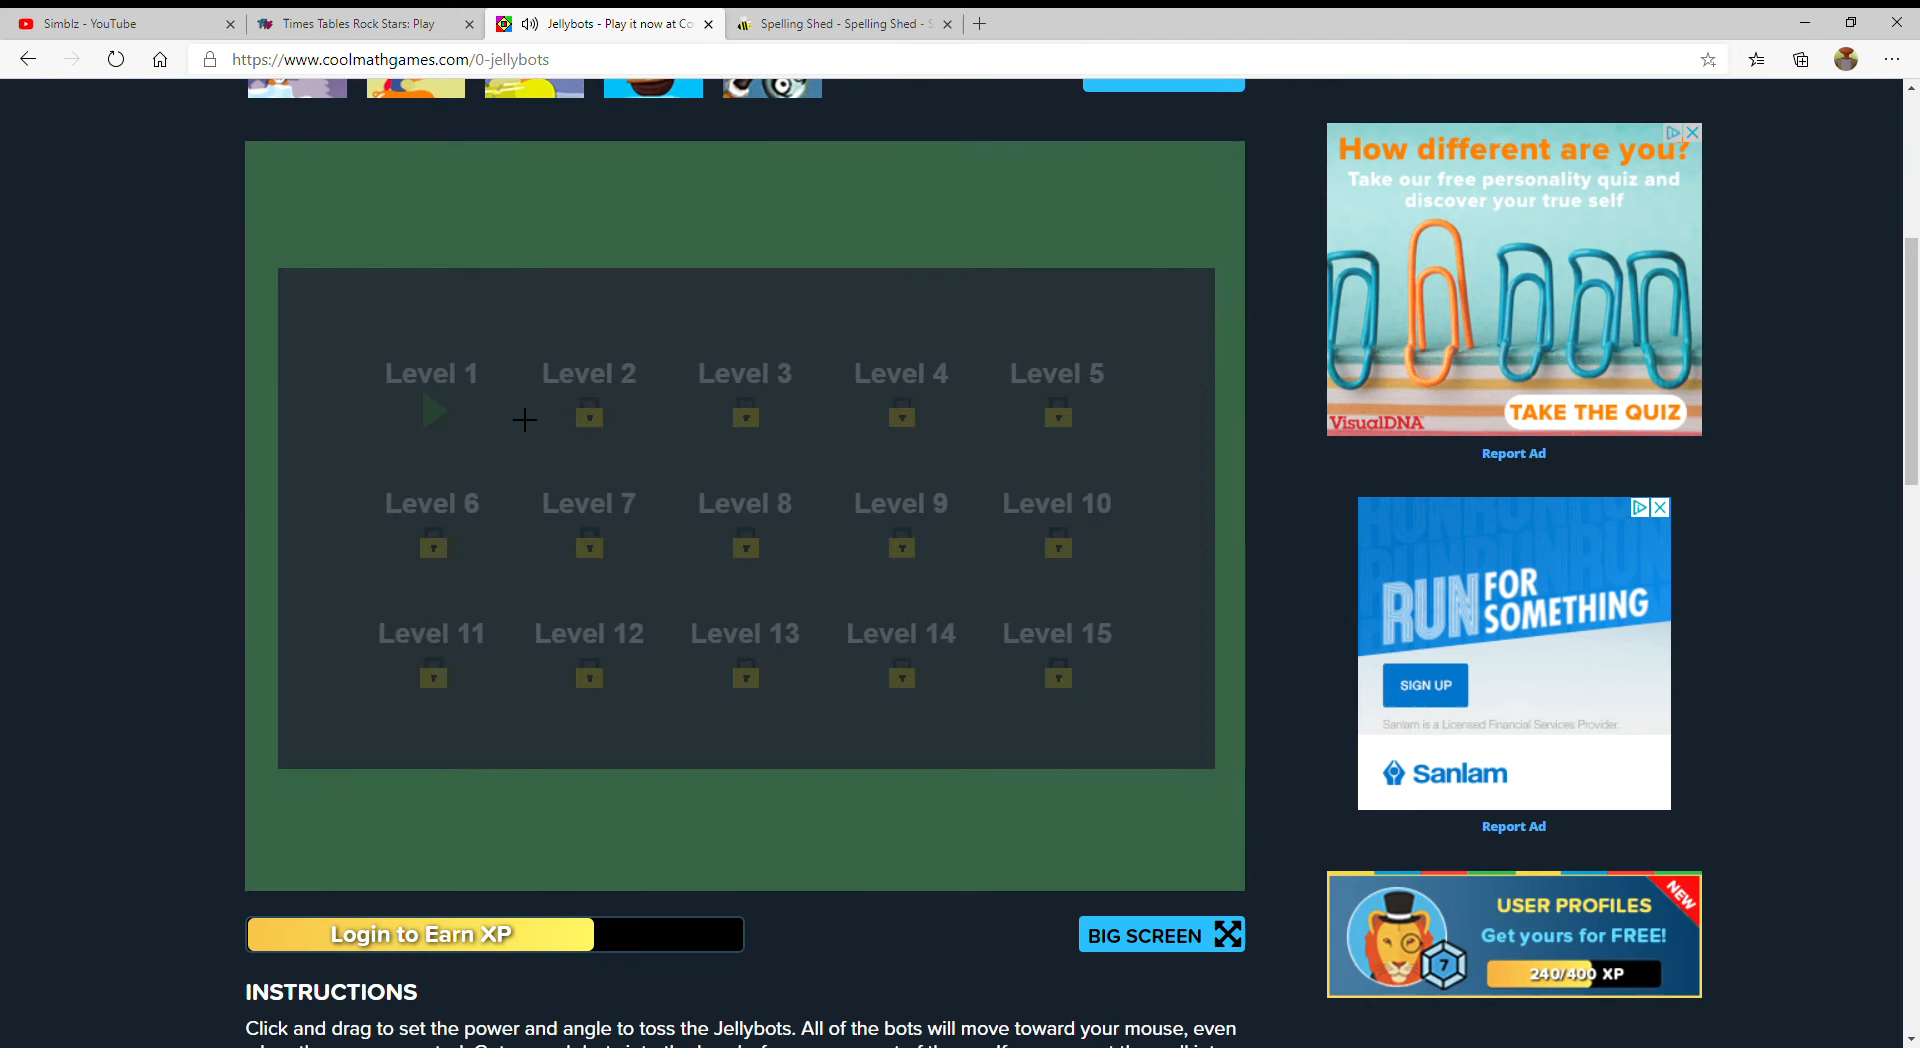 Simblz - YouTube
Times Tables Rock Stars: Play
Jellybots - Play it now at Co
Spelling Shed - Spelling Shed - S
https://www.coolmathgames.com/0-jellybots
How different are you?
Take our free personality quiz and
discover your true self
TAKE THE QUIZ
VisualDNA
Report Ad
Level 1
Level 2
Level 3
Level 4
Level 5
Level 6
Level 7
Level 8
Level 9
Level 10
Level 11
Level 12
Level 13
Level 14
Level 15
RUN FOR
SOMETHING
SIGN UP
Sanlam is a Licensed Financial Services Provider.
Sanlam
Report Ad
NEW
USER PROFILES
Get yours for FREE!
7
240/400 XP
Login to Earn XP
BIG SCREEN
INSTRUCTIONS
Click and drag to set the power and angle to toss the Jellybots. All of the bots will move toward your mouse, even